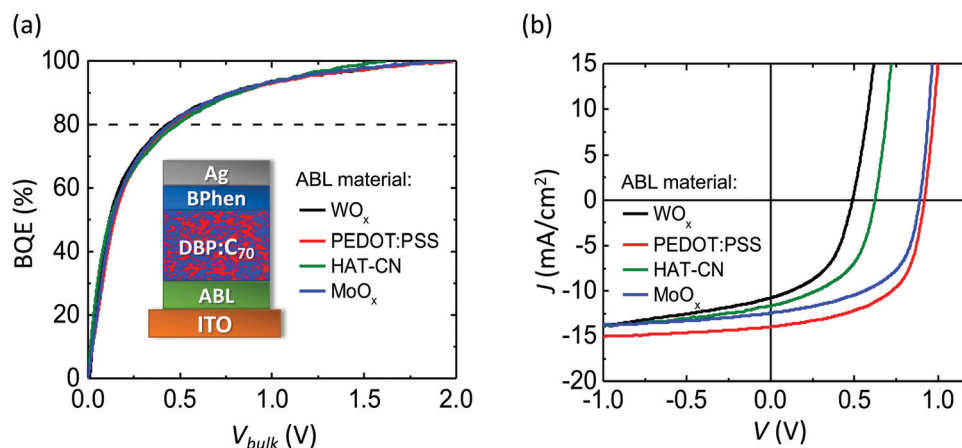 (a)
100
80
60
40
20
0
BQE (%)
0.0 0.5 1.0 1.5 2.0
V_bulk (V)
Ag
BPhen
DBP:C₇₀
ABL
ITO
ABL material:
WOₓ
PEDOT:PSS
HAT-CN
MoOₓ
(b)
15
10
5
0
-5
-10
-15
-20
J (mA/cm²)
-1.0 -0.5 0.0 0.5 1.0
V (V)
ABL material:
WOₓ
PEDOT:PSS
HAT-CN
MoOₓ